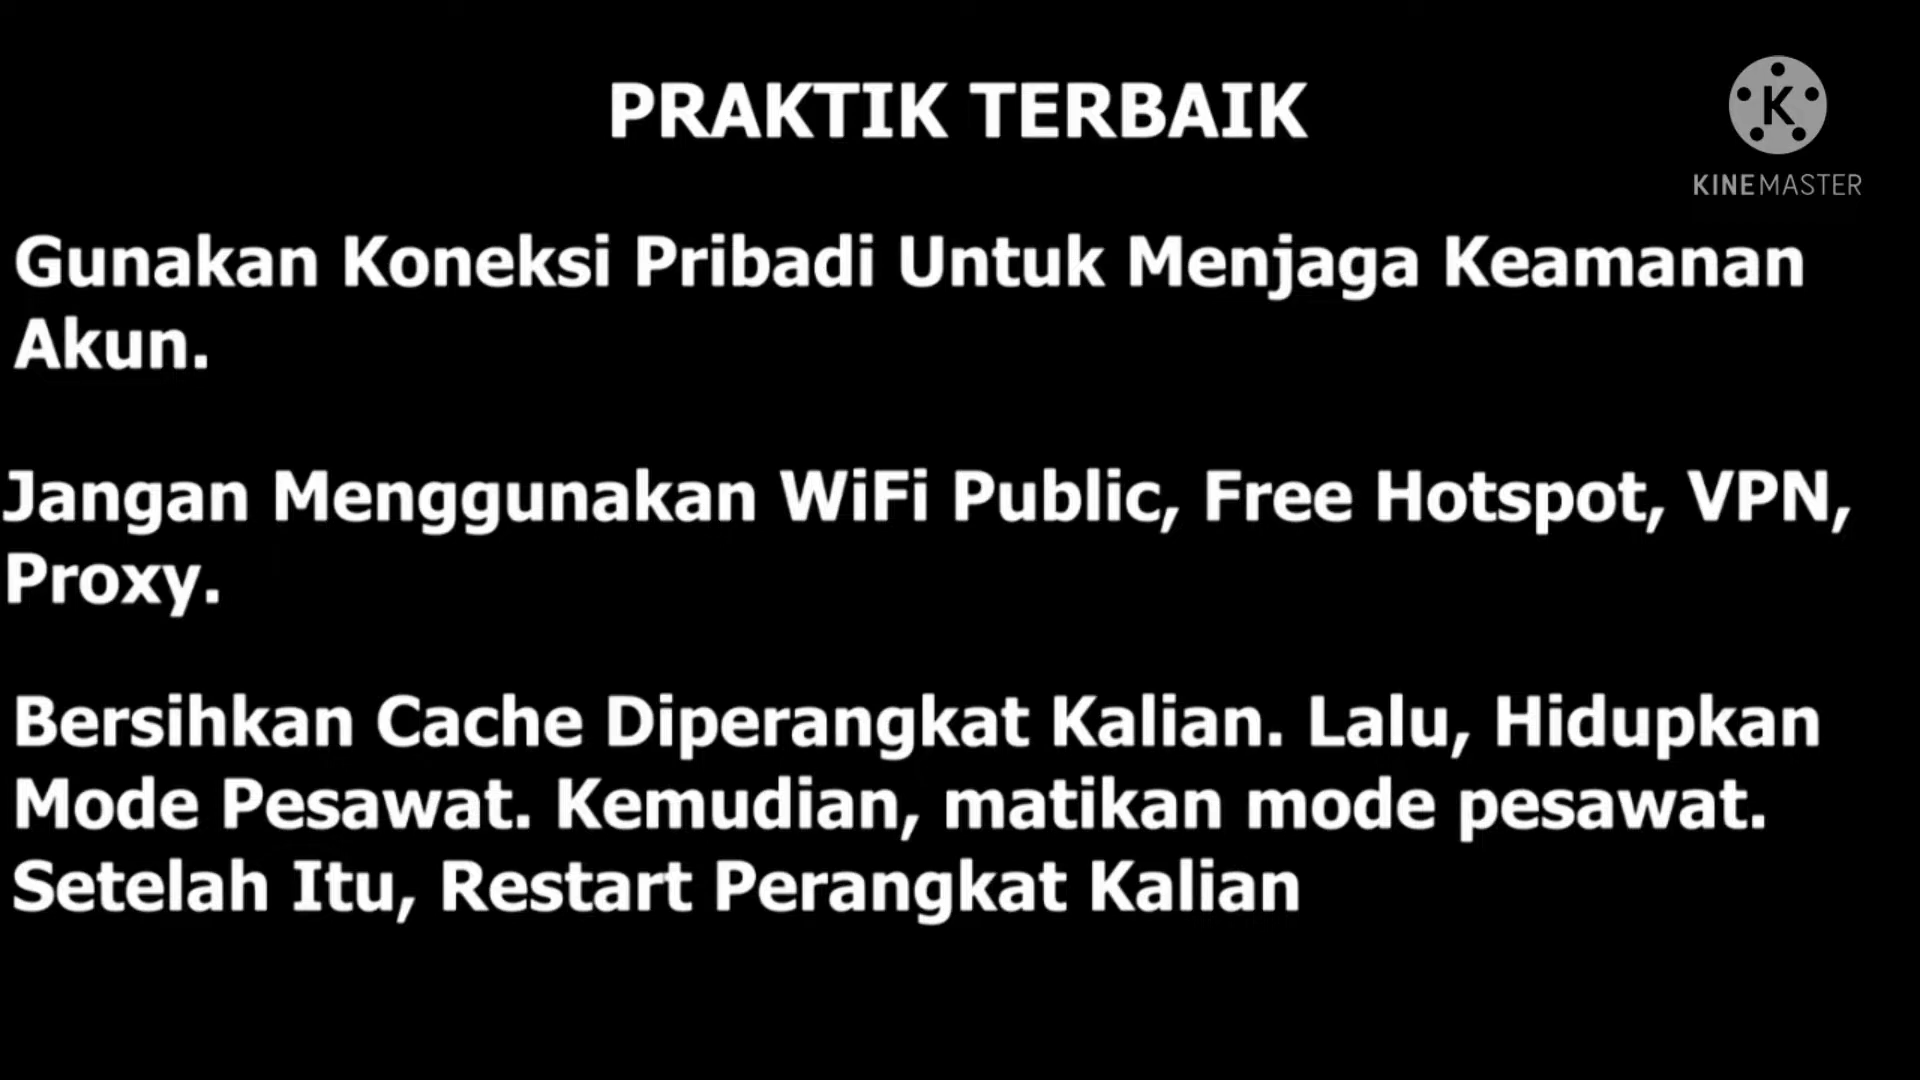 PRAKTIK TERBAIK
K
KINEMASTER
Gunakan Koneksi Pribadi Untuk Menjaga Keamanan
Akun.
Jangan Menggunakan WiFi Public, Free Hotspot, VPN,
Proxy.
Bersihkan Cache Diperangkat Kalian. Lalu, Hidupkan
Mode Pesawat. Kemudian, matikan mode pesawat.
Setelah Itu, Restart Perangkat Kalian